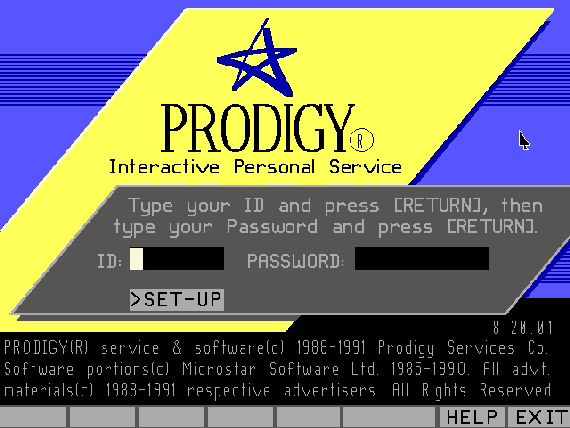 PRODIGY®
Interactive Personal Service
Type your ID and press [RETURN], then
type your Password and press [RETURN].
ID: PASSWORD:
>SET-UP
8.20.01
PRODIGY(R) service & software(c) 1988-1991 Prodigy Services Co.
Software portions(c) Microstar Software Ltd. 1985-1990. All advt.
materials(c) 1988-1991 respective advertisers. All Rights Reserved
HELP EXIT